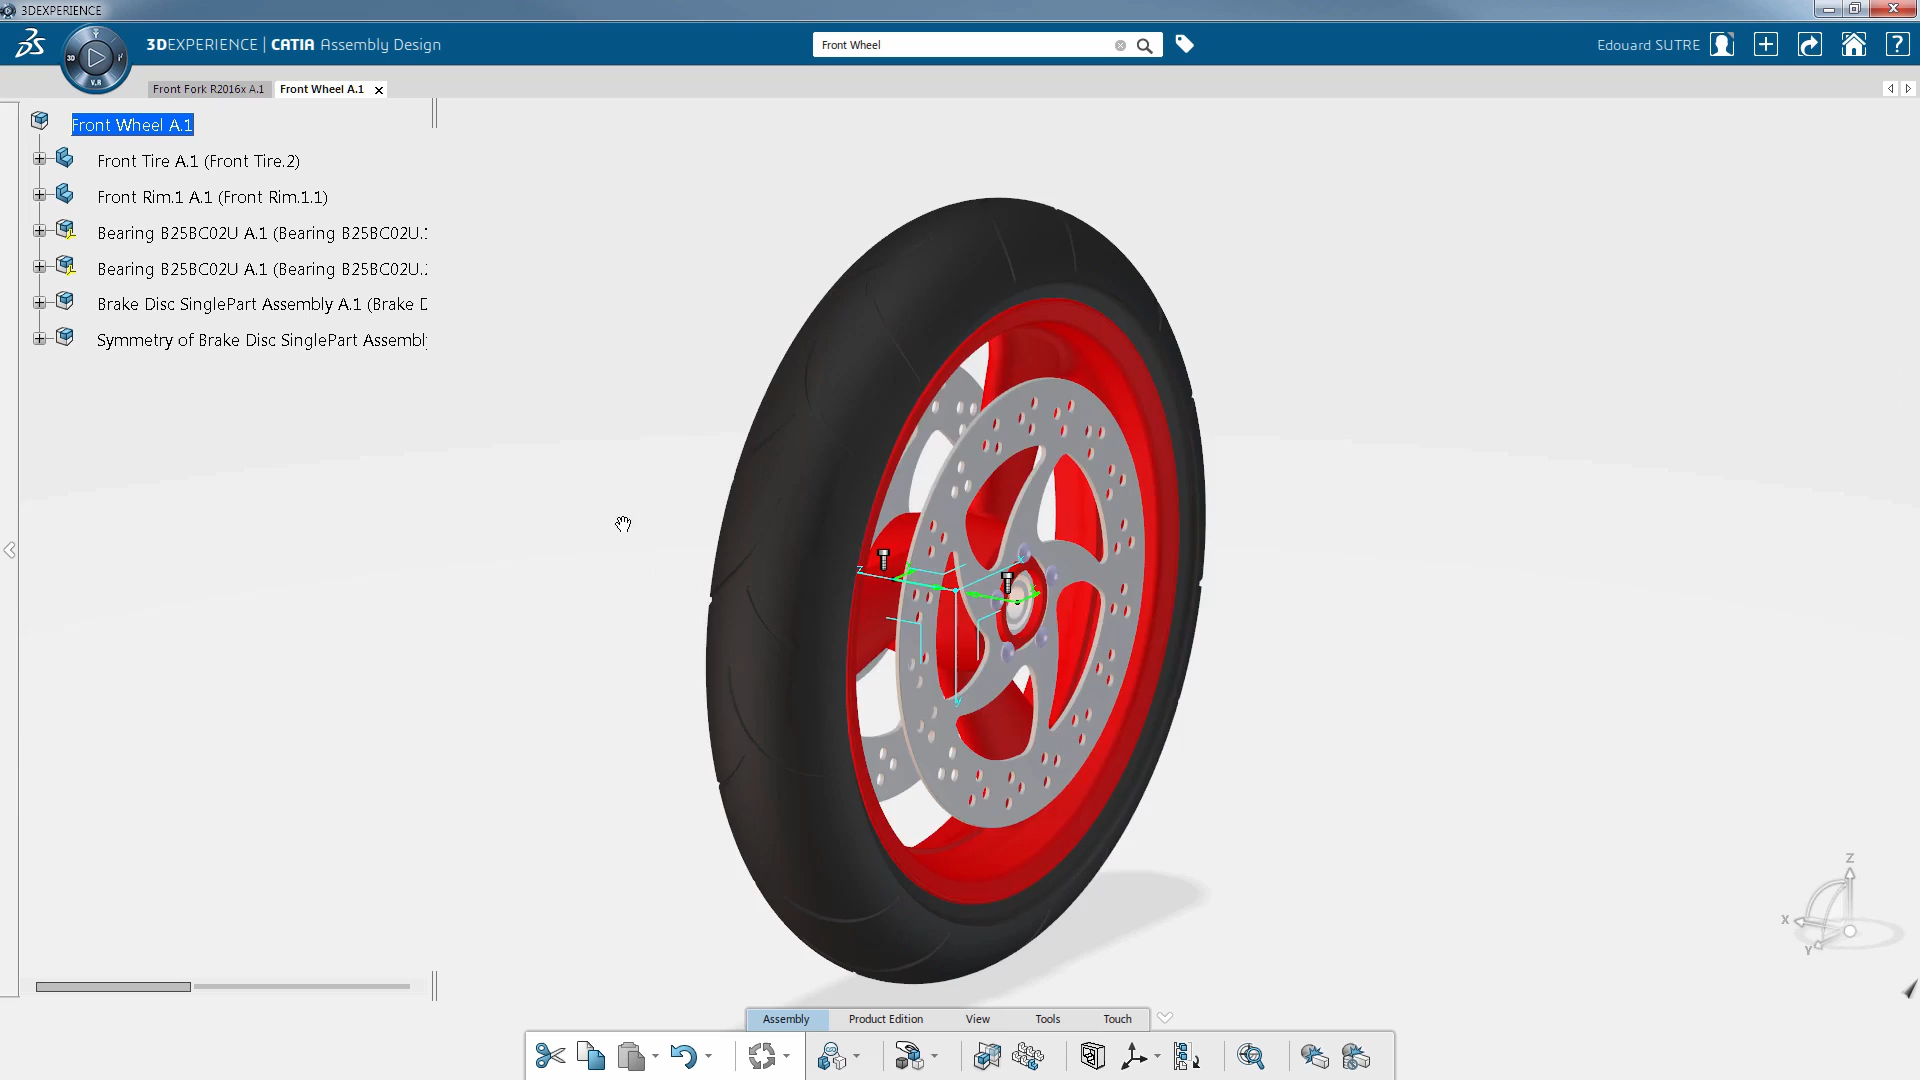 3DEXPERIENCE
3DEXPERIENCE | CATIA Assembly Design
Front Wheel
Edouard SUTRE
3D
V.R
Front Fork R2016x A.1
Front Wheel A.1
Front Wheel A.1
Front Tire A.1 (Front Tire.2)
Front Rim.1 A.1 (Front Rim.1.1)
Bearing B25BC02U A.1 (Bearing B25BC02U.
Bearing B25BC02U A.1 (Bearing B25BC02U.
Brake Disc SinglePart Assembly A.1 (Brake D
Symmetry of Brake Disc SinglePart Assembly
z
y
Z
X
Y
Assembly
Product Edition
View
Tools
Touch